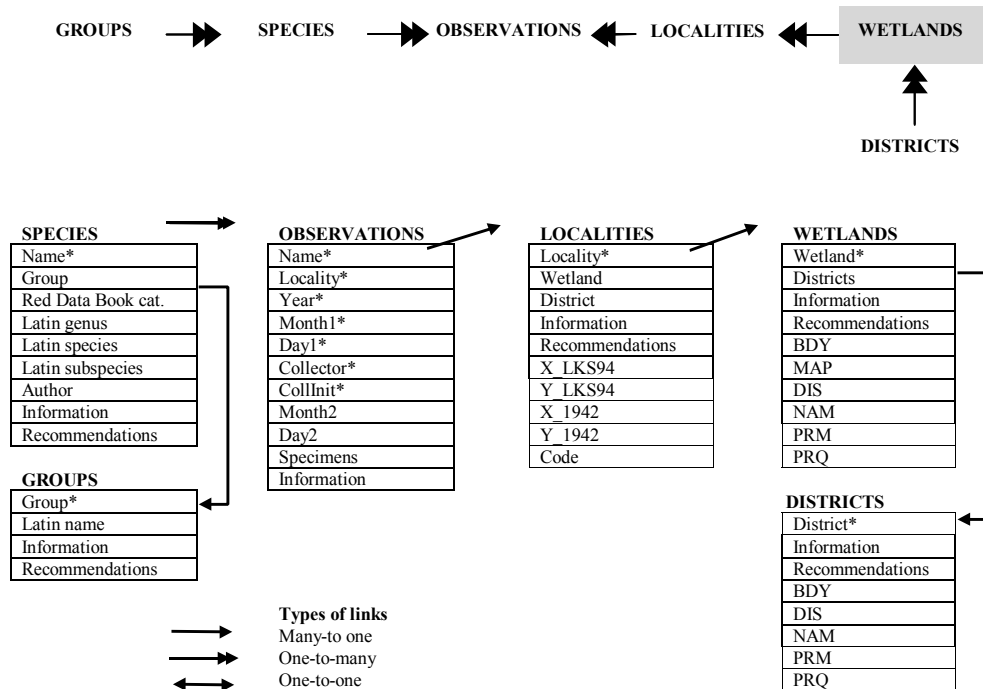 GROUPS SPECIES OBSERVATIONS LOCALITIES WETLANDS
DISTRICTS
SPECIES
Name*
Group
Red Data Book cat.
Latin genus
Latin species
Latin subspecies
Author
Information
Recommendations
GROUPS
Group*
Latin name
Information
Recommendations
OBSERVATIONS
Name*
Locality*
Year*
Month1*
Day1*
Collector*
CollInit*
Month2
Day2
Specimens
Information
LOCALITIES
Locality*
Wetland
District
Information
Recommendations
X_LKS94
Y_LKS94
X_1942
Y_1942
Code
WETLANDS
Wetland*
Districts
Information
Recommendations
BDY
MAP
DIS
NAM
PRM
PRQ
DISTRICTS
District*
Information
Recommendations
BDY
DIS
NAM
PRM
PRQ
Types of links
Many-to one
One-to-many
One-to-one